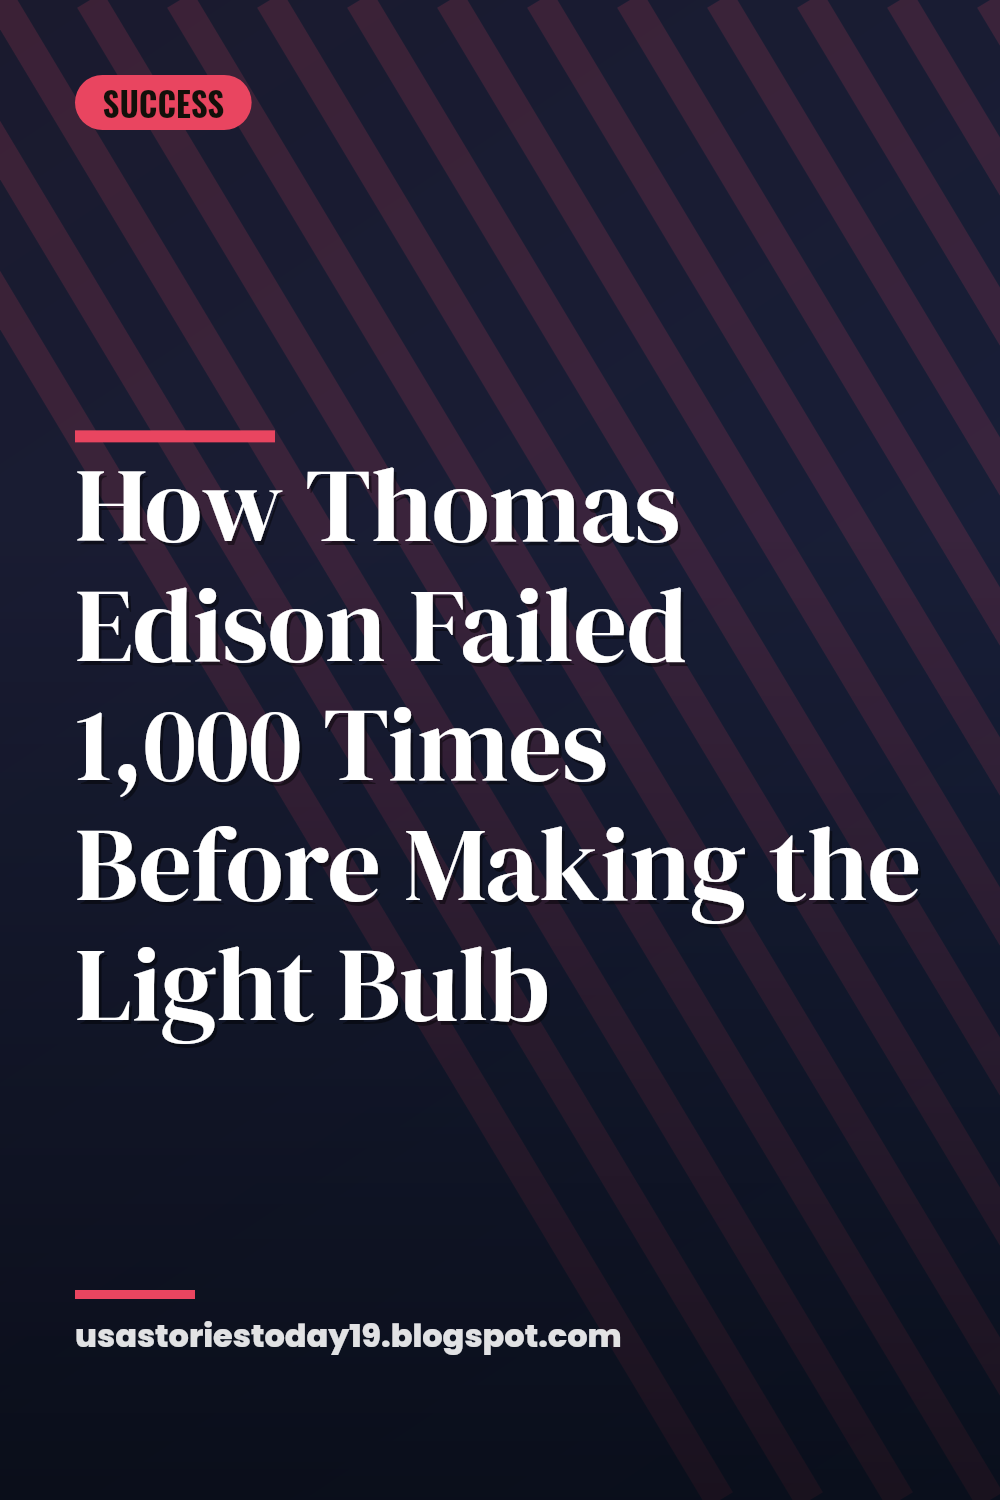 SUCCESS
How Thomas
Edison Failed
1,000 Times
Before Making the
Light Bulb
usastoriestoday19.blogspot.com